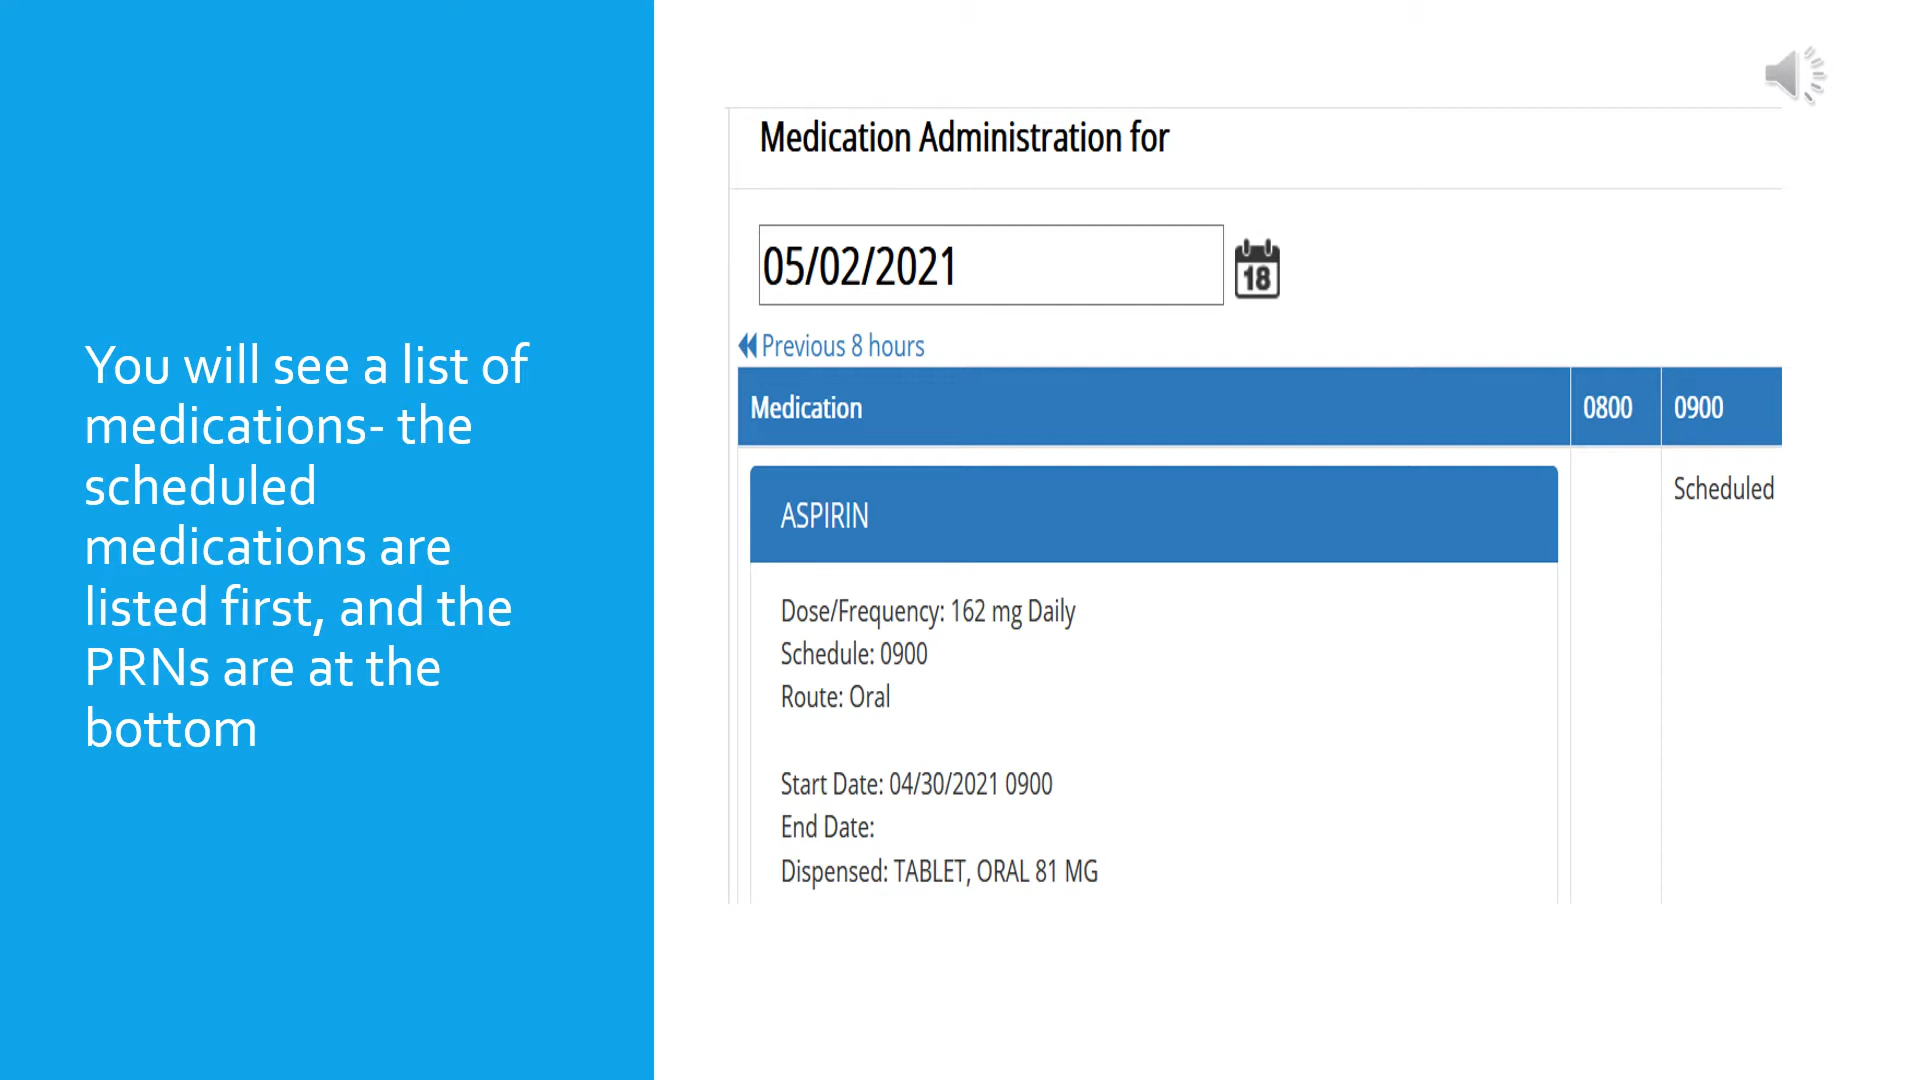 You will see a list of
medications- the
scheduled
medications are
listed first, and the
PRNs are at the
bottom
Medication Administration for
05/02/2021
18
Previous 8 hours
Medication 0800 0900
ASPIRIN
Scheduled
Dose/Frequency: 162 mg Daily
Schedule: 0900
Route: Oral
Start Date: 04/30/2021 0900
End Date:
Dispensed: TABLET, ORAL 81 MG